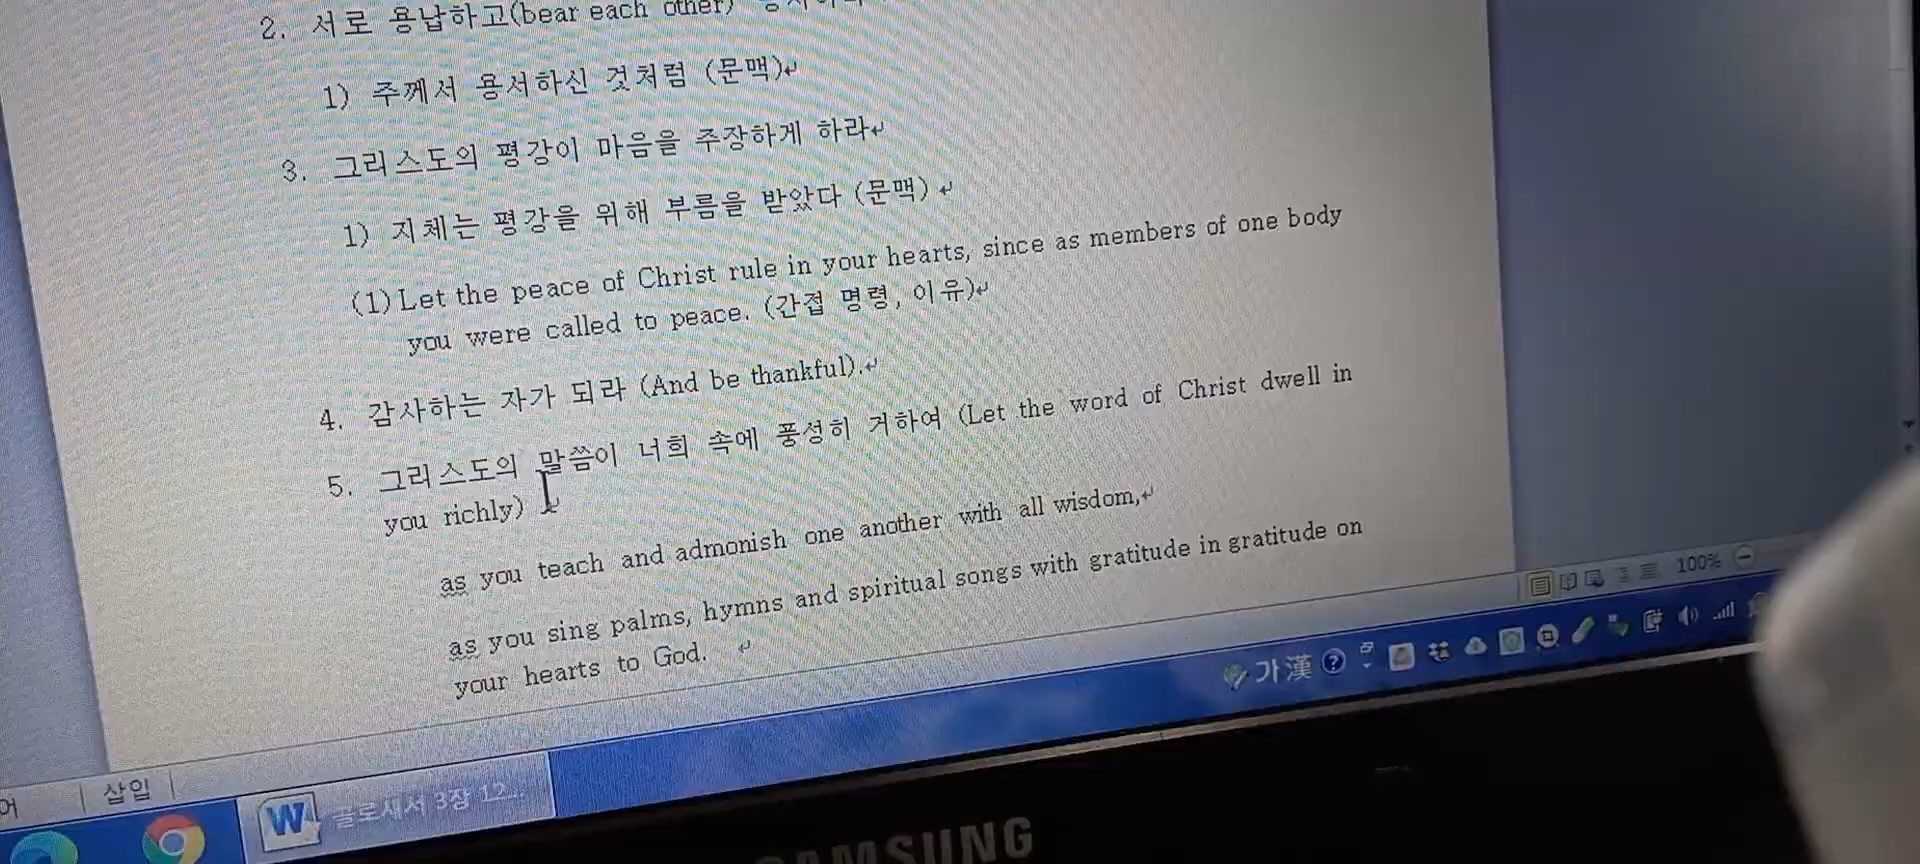 2. 서로 용납하고(bear each other)
1) 주께서 용서하신 것처럼 (문맥)
3. 그리스도의 평강이 마음을 주장하게 하라
1) 지체는 평강을 위해 부름을 받았다 (문맥)
(1) Let the peace of Christ rule in your hearts, since as members of one body
you were called to peace. (간접 명령, 이유)
4. 감사하는 자가 되라 (And be thankful).
5. 그리스도의 말씀이 너희 속에 풍성히 거하여 (Let the word of Christ dwell in
you richly)
as you teach and admonish one another with all wisdom,
as you sing palms, hymns and spiritual songs with gratitude in gratitude on
your hearts to God.
100%
가漢
어 삽입
W 골로새서 3장 12...
SAMSUNG